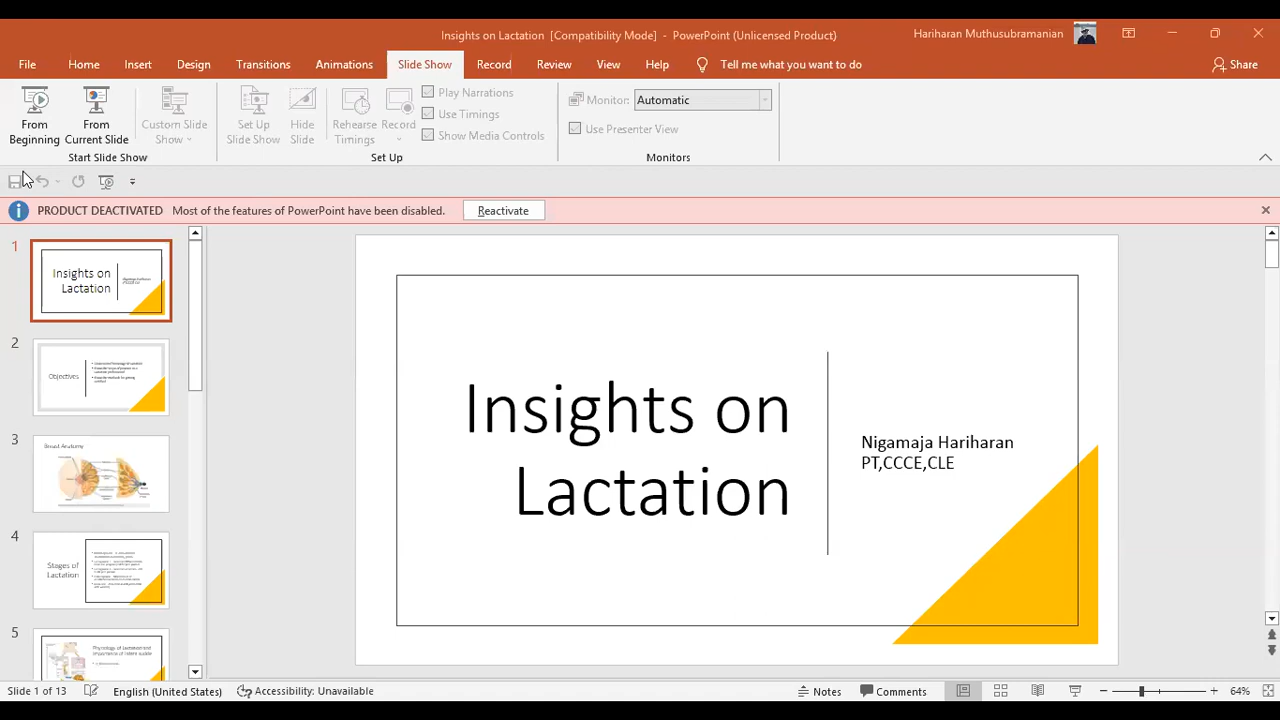 Insights on Lactation [Compatibility Mode] - PowerPoint (Unlicensed Product)
Hariharan Muthusubramanian
File Home Insert Design Transitions Animations Slide Show Record Review View Help Tell me what you want to do Share
From Beginning
From Current Slide
Custom Slide Show
Set Up Slide Show
Hide Slide
Rehearse Timings
Record
Play Narrations
Use Timings
Show Media Controls
Monitor: Automatic
Use Presenter View
Start Slide Show
Set Up
Monitors
PRODUCT DEACTIVATED Most of the features of PowerPoint have been disabled. Reactivate
1
Insights on
Lactation
2
Objectives
3
Breast Anatomy
4
Stages of
Lactation
5
Insights on
Lactation
Nigamaja Hariharan
PT,CCCE,CLE
Slide 1 of 13 English (United States) Accessibility: Unavailable Notes Comments 64%